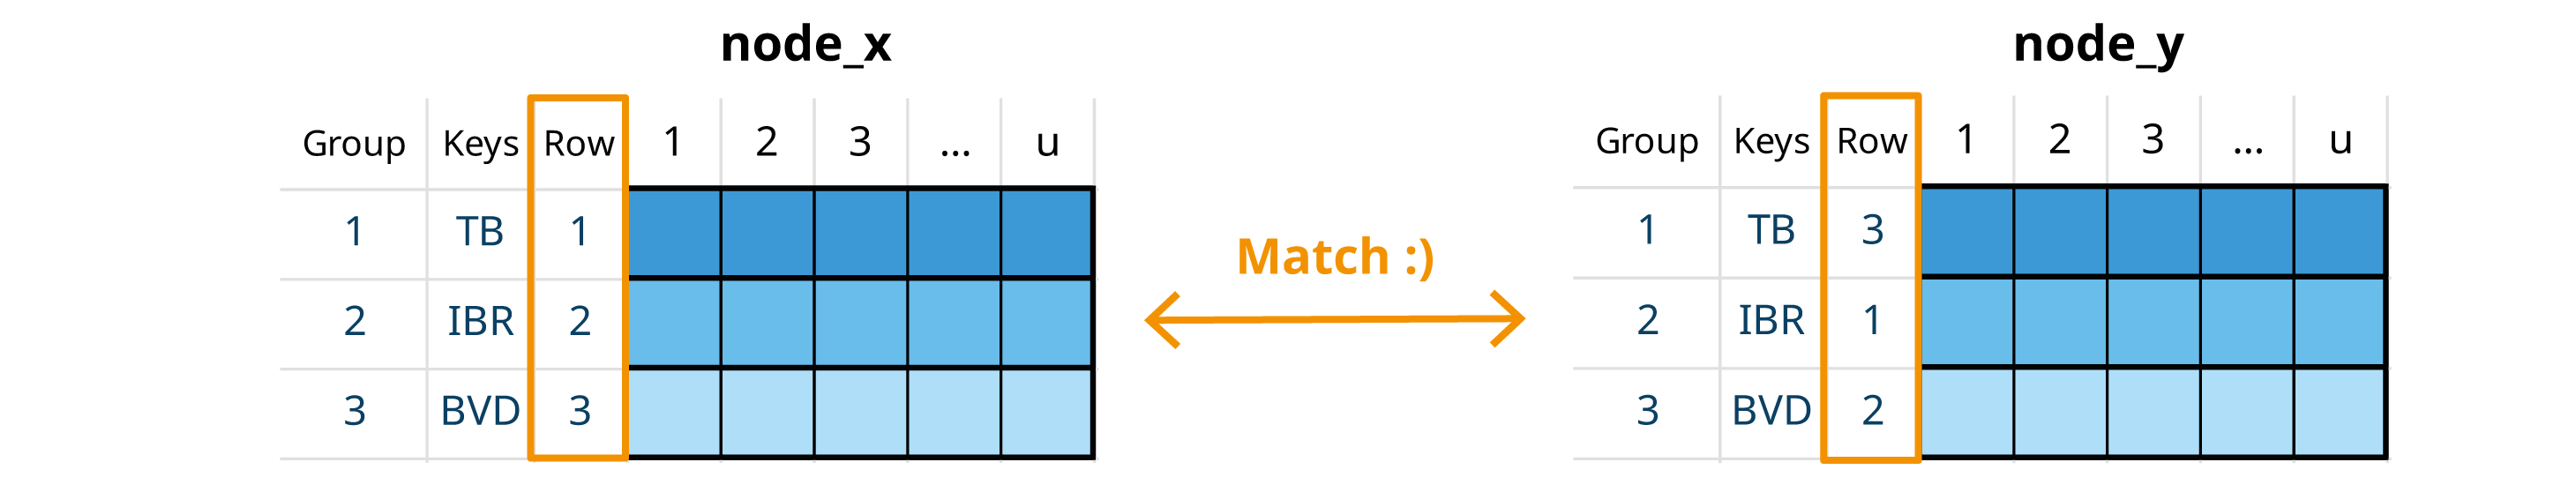 node_x
Group Keys Row 1 2 3 ... u
1 TB 1
2 IBR 2
3 BVD 3
Match :)
node_y
Group Keys Row 1 2 3 ... u
1 TB 3
2 IBR 1
3 BVD 2